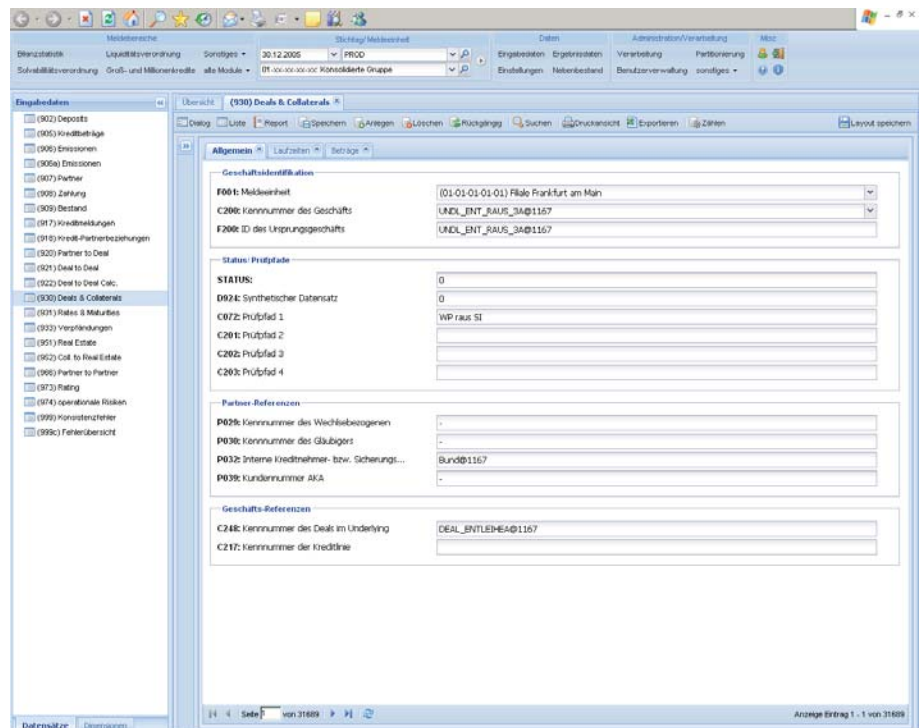 Meldebereiche Stichtag/Meldeeinheit Daten Administration/Verarbeitung Misc
Bilanzstatistik Liquiditätsverordnung Sonstiges 30.12.2005 PROD Eingabedaten Ergebnisdaten Verarbeitung Partitionierung
Solvabilitätsverordnung Groß- und Millionenkredite alle Module 01-xx-xx-xx-xx: Konsolidierte Gruppe Einstellungen Nebenbestand Benutzerverwaltung sonstiges
Eingabedaten
(902) Deposits
(905) Kreditbeträge
(906) Emissionen
(906a) Emissionen
(907) Partner
(908) Zahlung
(909) Bestand
(917) Kreditmeldungen
(918) Kredit-Partnerbeziehungen
(920) Partner to Deal
(921) Deal to Deal
(922) Deal to Deal Calc.
(930) Deals & Collaterals
(931) Rates & Maturities
(933) Verpfändungen
(951) Real Estate
(952) Coll. to Real Estate
(966) Partner to Partner
(973) Rating
(974) operationale Risiken
(999) Konsistenzfehler
(999c) Fehlerübersicht
Datensätze Dimensionen
Übersicht (930) Deals & Collaterals
Dialog Liste Report Speichern Anlegen Löschen Rückgängig Suchen Druckansicht Exportieren Zählen Layout speichern
Allgemein Laufzeiten Beträge
Geschäftsidentifikation
F001: Meldeeinheit (01-01-01-01-01) Filiale Frankfurt am Main
C200: Kennnummer des Geschäfts UNDL_ENT_RAUS_3A@1167
F200: ID des Ursprungsgeschäfts UNDL_ENT_RAUS_3A@1167
Status/Prüfpfade
STATUS: 0
D924: Synthetischer Datensatz 0
C072: Prüfpfad 1 WP raus SI
C201: Prüfpfad 2
C202: Prüfpfad 3
C203: Prüfpfad 4
Partner-Referenzen
P029: Kennnummer des Wechselbezogenen -
P030: Kennnummer des Gläubigers -
P032: Interne Kreditnehmer- bzw. Sicherungs... Bund@1167
P039: Kundennummer AKA -
Geschäfts-Referenzen
C248: Kennnummer des Deals im Underlying DEAL_ENTLEIHEA@1167
C217: Kennnummer der Kreditlinie
Seite 1 von 31689 Anzeige Eintrag 1 - 1 von 31689